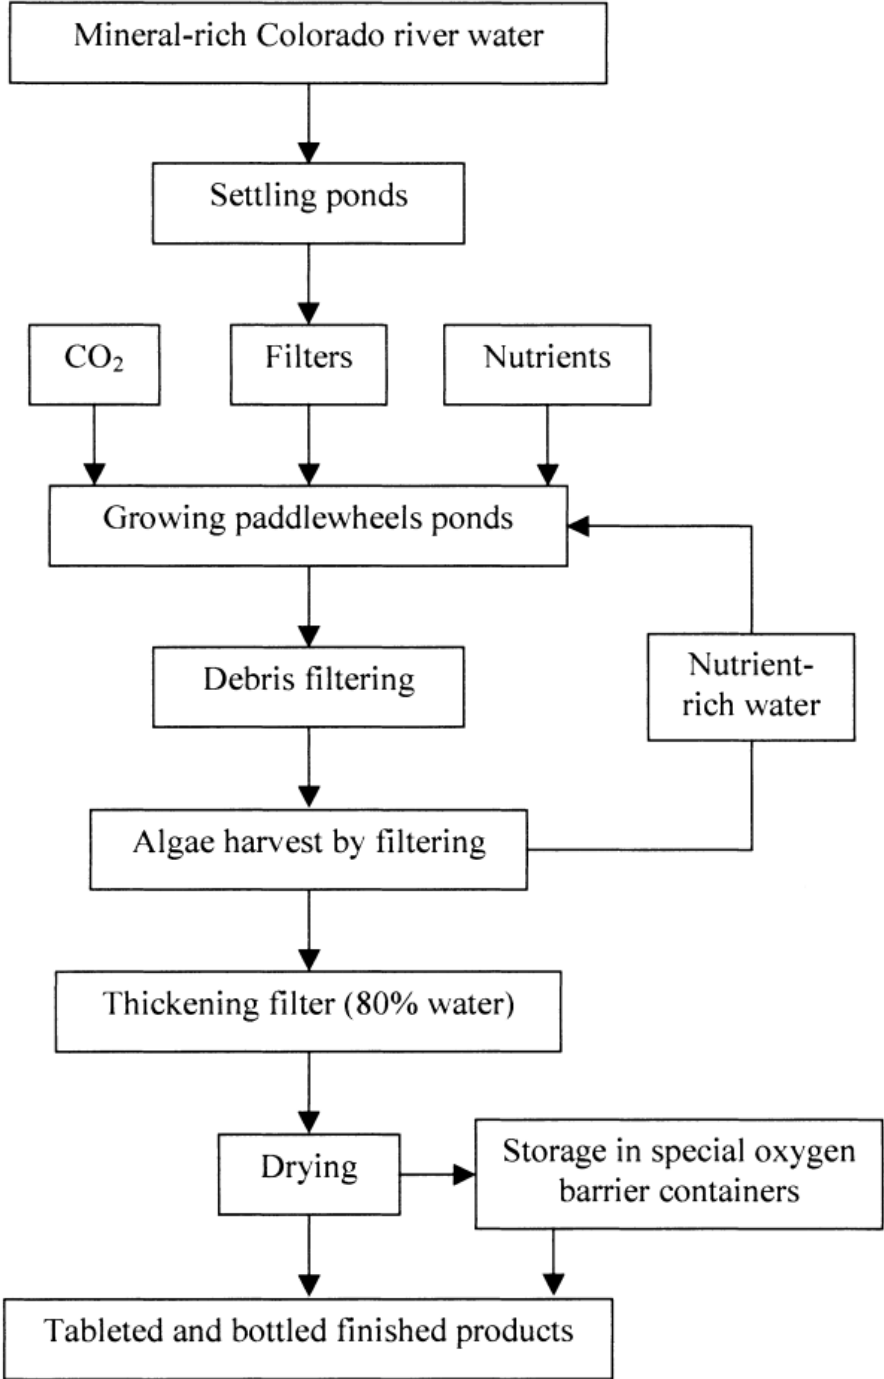 Mineral-rich Colorado river water
Settling ponds
CO₂
Filters
Nutrients
Growing paddlewheels ponds
Debris filtering
Nutrient-
rich water
Algae harvest by filtering
Thickening filter (80% water)
Drying
Storage in special oxygen
barrier containers
Tableted and bottled finished products